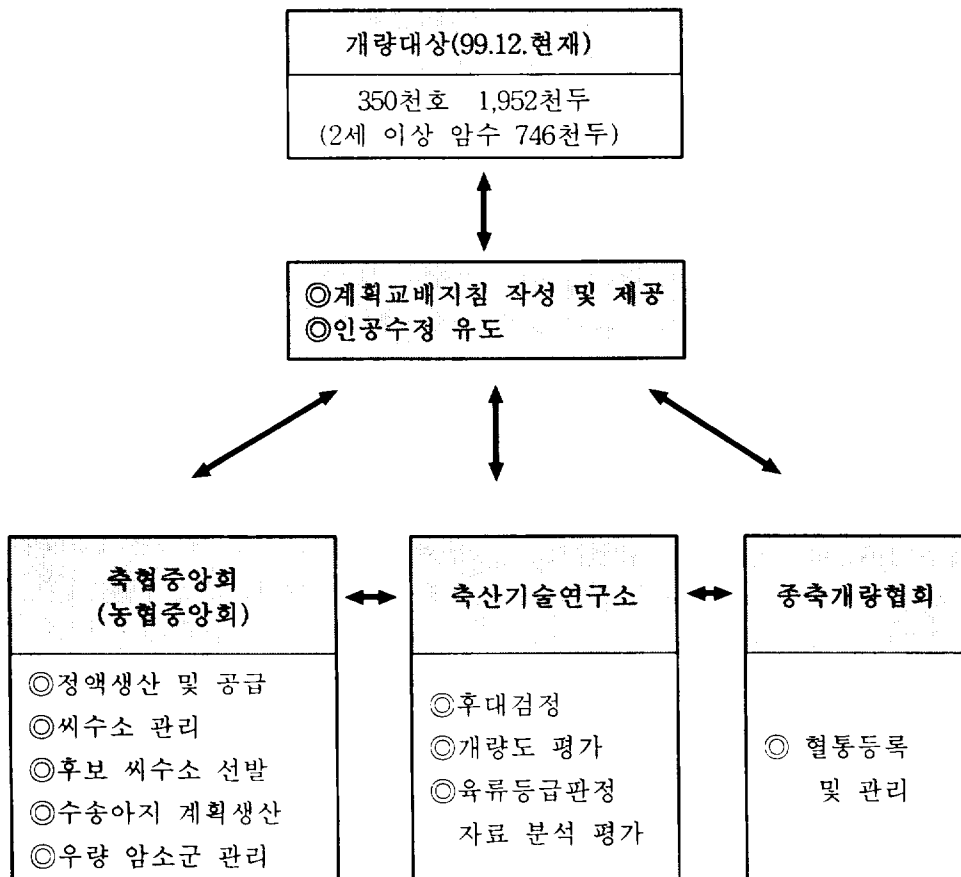 개량대상(99.12.현재)
350천호 1,952천두
(2세 이상 암수 746천두)
◎계획교배지침 작성 및 제공
◎인공수정 유도
축협중앙회
(농협중앙회)
◎정액생산 및 공급
◎씨수소 관리
◎후보 씨수소 선발
◎수송아지 계획생산
◎우량 암소군 관리
축산기술연구소
◎후대검정
◎개량도 평가
◎육류등급판정
자료 분석 평가
종축개량협회
◎ 혈통등록
및 관리